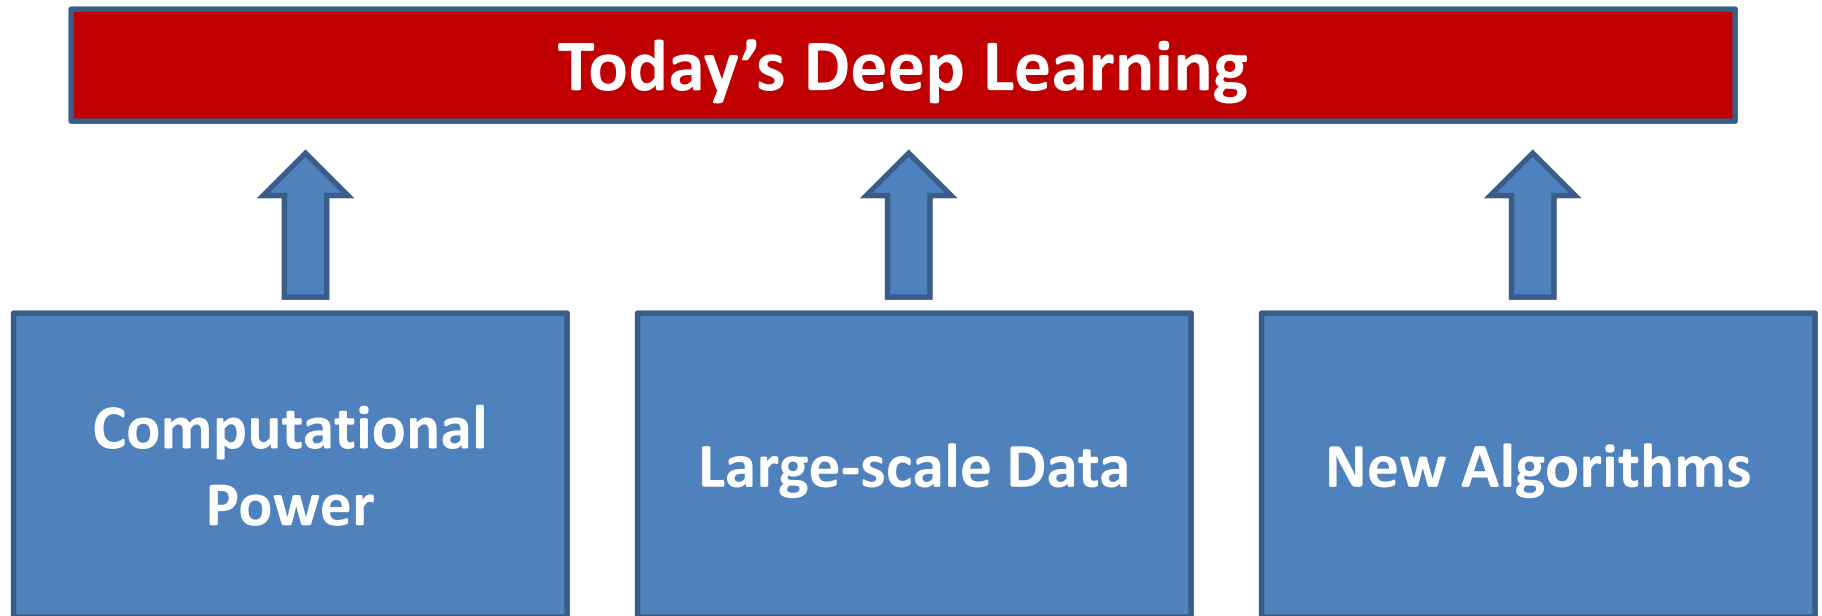 Today’s Deep Learning
Computational
Power
Large-scale Data
New Algorithms